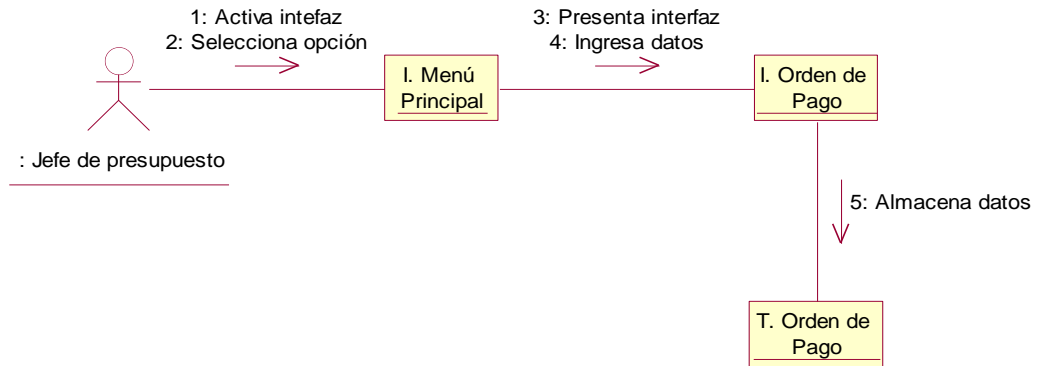 1: Activa intefaz
2: Selecciona opción
3: Presenta interfaz
4: Ingresa datos
I. Menú
Principal
I. Orden de
Pago
: Jefe de presupuesto
5: Almacena datos
T. Orden de
Pago